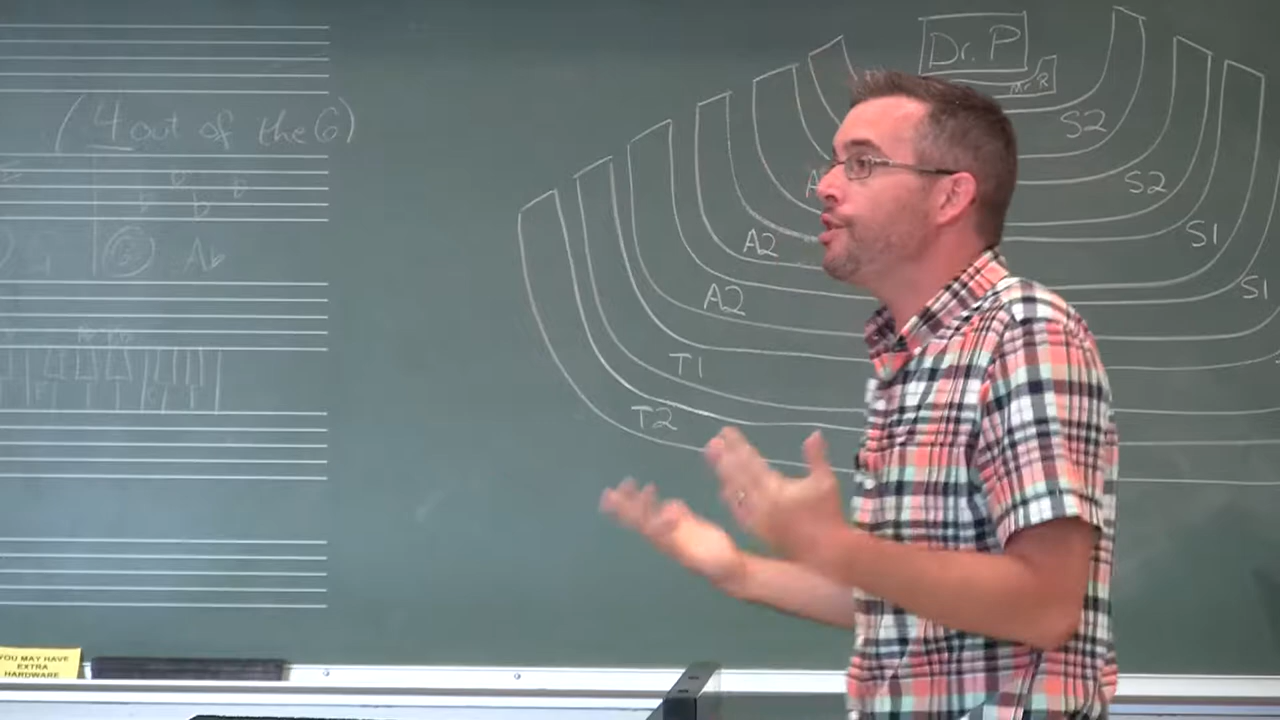 Dr. P
Mr. R
(4 out of the 6)
S2
S2
A2
S1
Ab
A2
S1
T1
T2
YOU MAY HAVE
EXTRA
HARDWARE